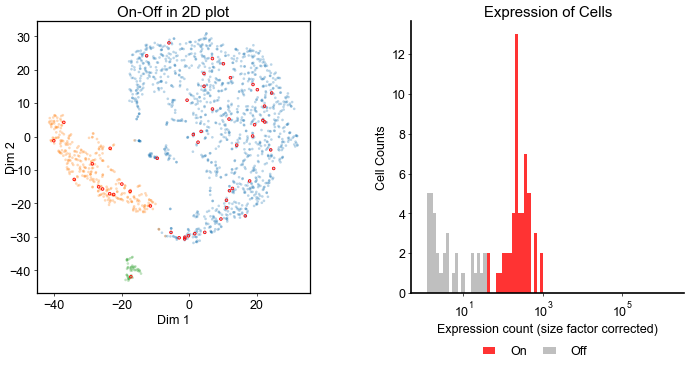 On-Off in 2D plot
30
20
10
0
−10
−20
−30
−40
Dim 2
−40 −20 0 20
Dim 1
Expression of Cells
12
10
8
6
4
2
0
Cell Counts
10^1 10^3 10^5
Expression count (size factor corrected)
On Off